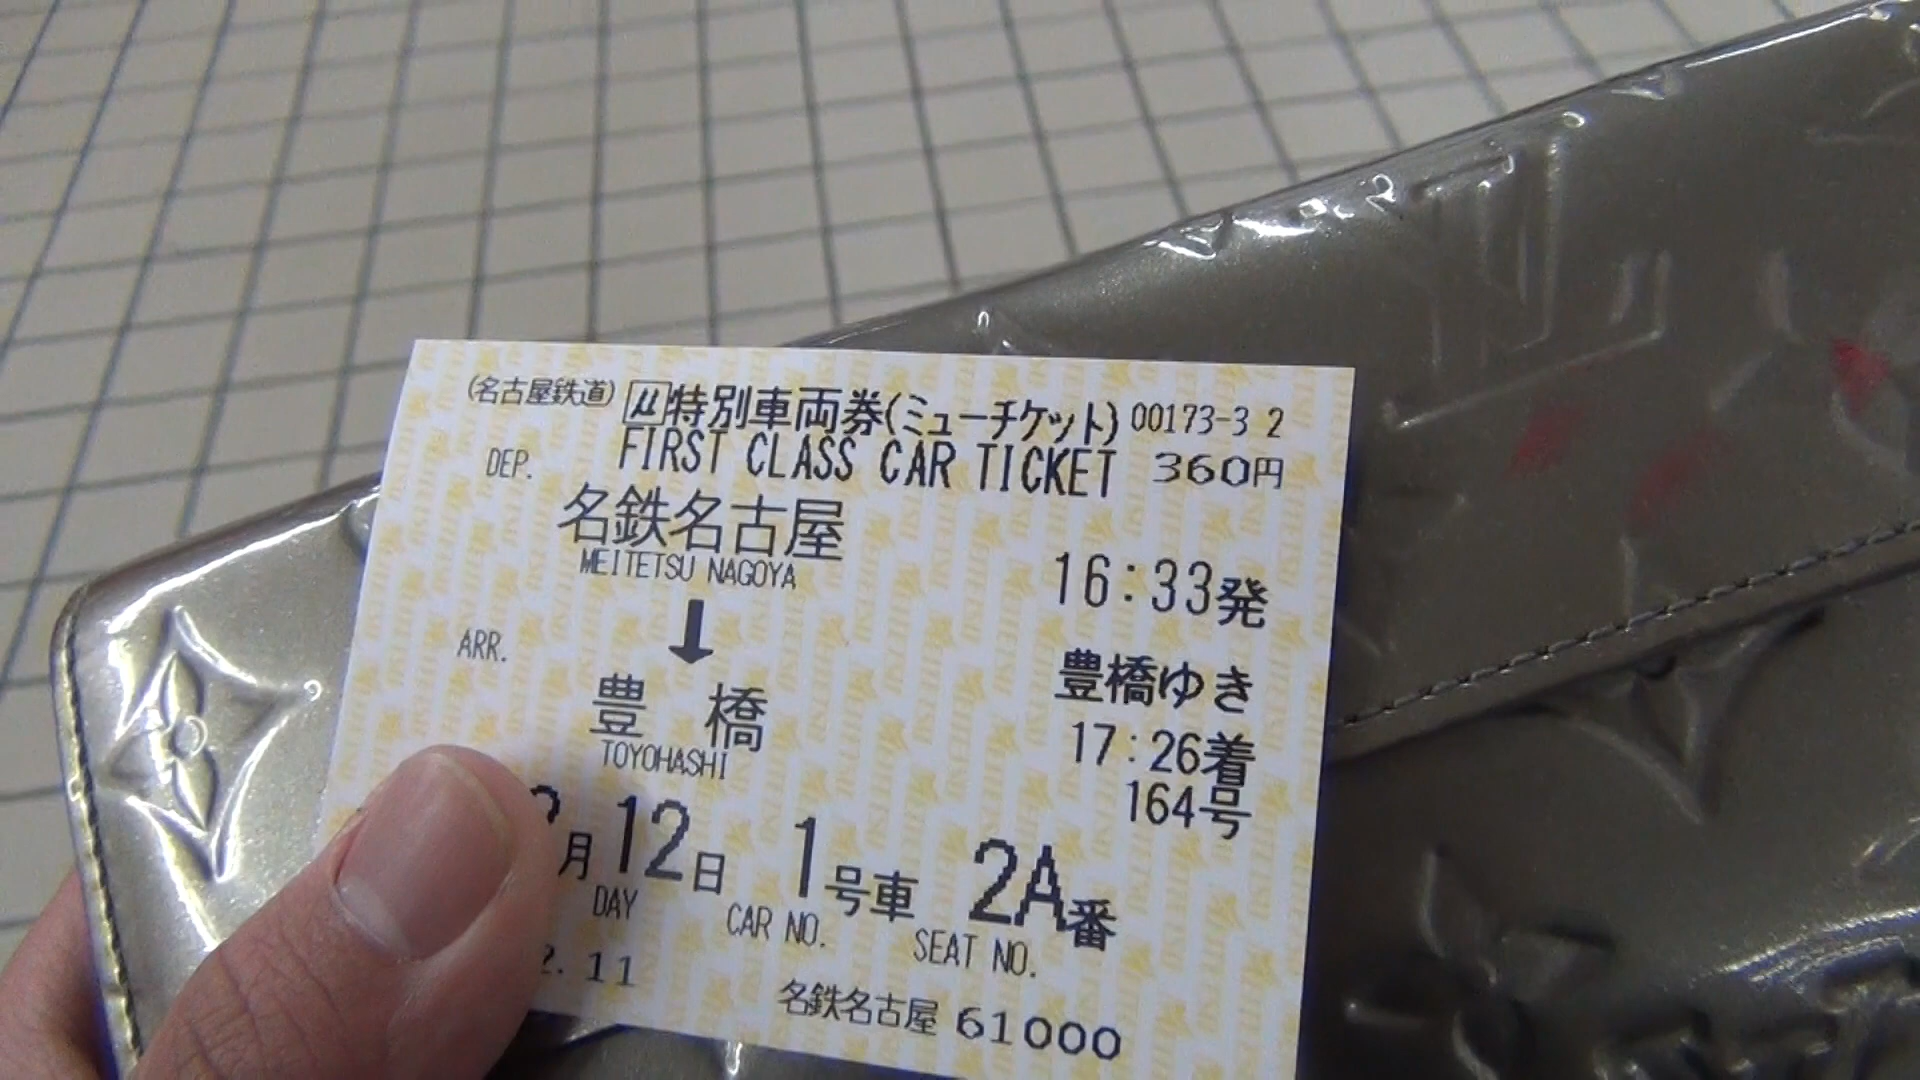 (名古屋鉄道) μ特別車両券(ミューチケット) 00173-3 2
FIRST CLASS CAR TICKET 360円
DEP.
名鉄名古屋
MEITETSU NAGOYA
16:33発
↓
ARR.
豊橋ゆき
豊橋
TOYOHASHI
17:26着
164号
2月12日 1号車 2A番
DAY CAR NO. SEAT NO.
2.11
名鉄名古屋 61000